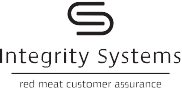 Integrity Systems
red meat customer assurance